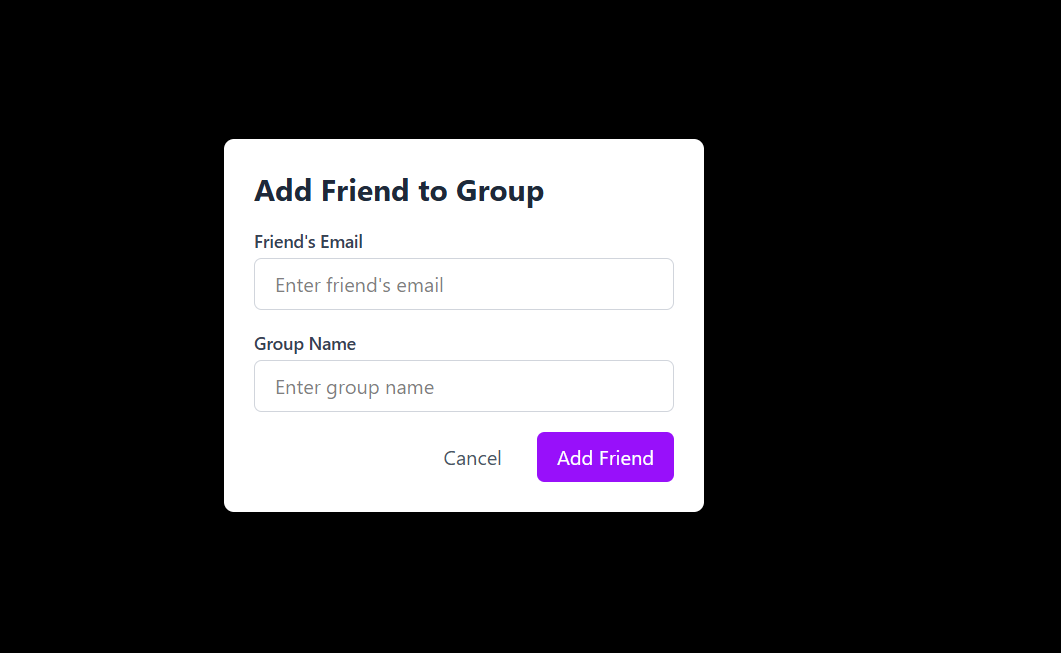 Add Friend to Group
Friend's Email
Enter friend's email
Group Name
Enter group name
Cancel
Add Friend